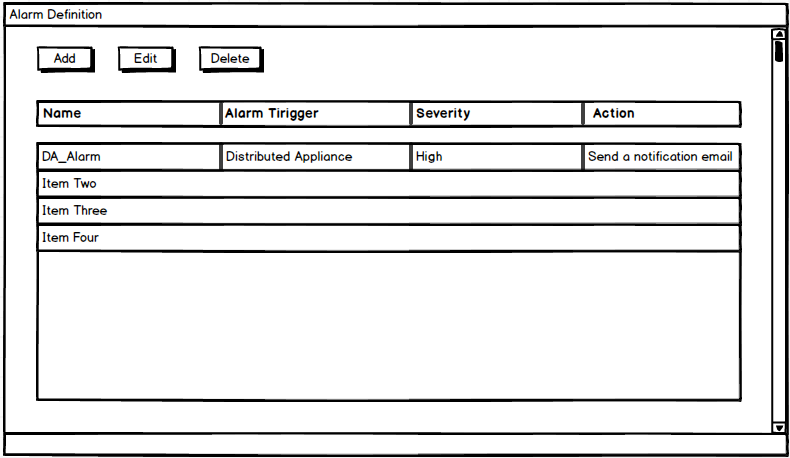 Alarm Definition
Add Edit Delete
Name Alarm Tirigger Severity Action
DA_Alarm Distributed Appliance High Send a notification email
Item Two
Item Three
Item Four